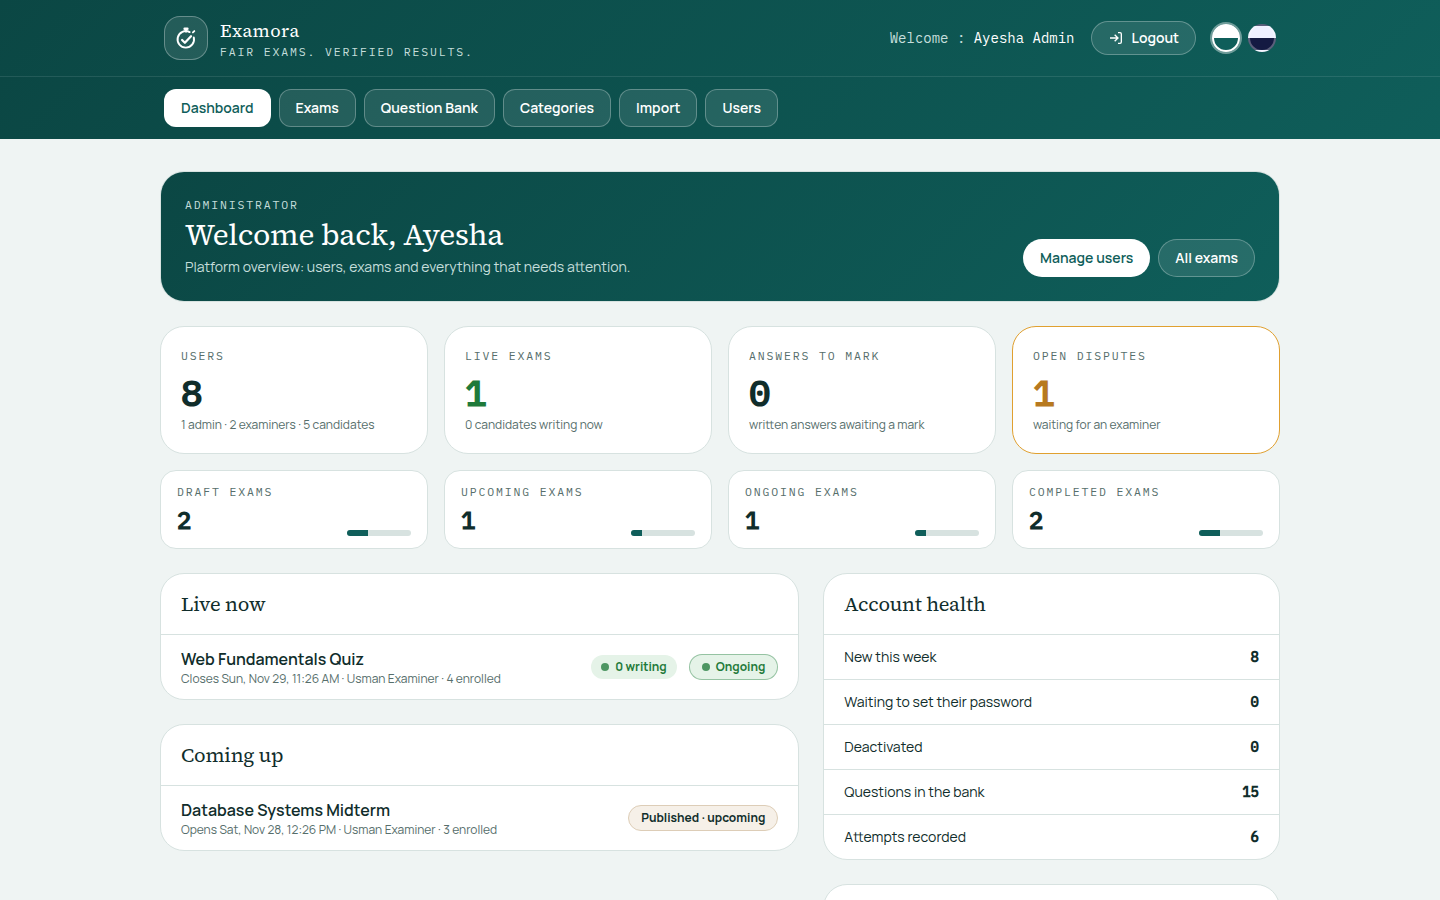 Examora
FAIR EXAMS. VERIFIED RESULTS.
Welcome : Ayesha Admin
Logout
Dashboard
Exams
Question Bank
Categories
Import
Users
ADMINISTRATOR
Welcome back, Ayesha
Platform overview: users, exams and everything that needs attention.
Manage users
All exams
USERS
8
1 admin · 2 examiners · 5 candidates
LIVE EXAMS
1
0 candidates writing now
ANSWERS TO MARK
0
written answers awaiting a mark
OPEN DISPUTES
1
waiting for an examiner
DRAFT EXAMS
2
UPCOMING EXAMS
1
ONGOING EXAMS
1
COMPLETED EXAMS
2
Live now
Web Fundamentals Quiz
Closes Sun, Nov 29, 11:26 AM · Usman Examiner · 4 enrolled
0 writing
Ongoing
Coming up
Database Systems Midterm
Opens Sat, Nov 28, 12:26 PM · Usman Examiner · 3 enrolled
Published · upcoming
Account health
New this week 8
Waiting to set their password 0
Deactivated 0
Questions in the bank 15
Attempts recorded 6